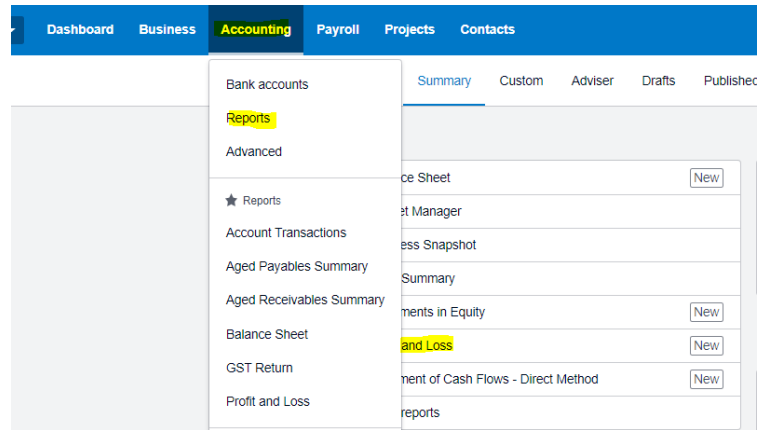 Dashboard Business Accounting Payroll Projects Contacts
Summary Custom Adviser Drafts Published
Bank accounts
Reports
Advanced
Reports
Account Transactions
Aged Payables Summary
Aged Receivables Summary
Balance Sheet
GST Return
Profit and Loss
ce Sheet New
et Manager
ess Snapshot
Summary
ments in Equity New
and Loss New
ment of Cash Flows - Direct Method New
reports